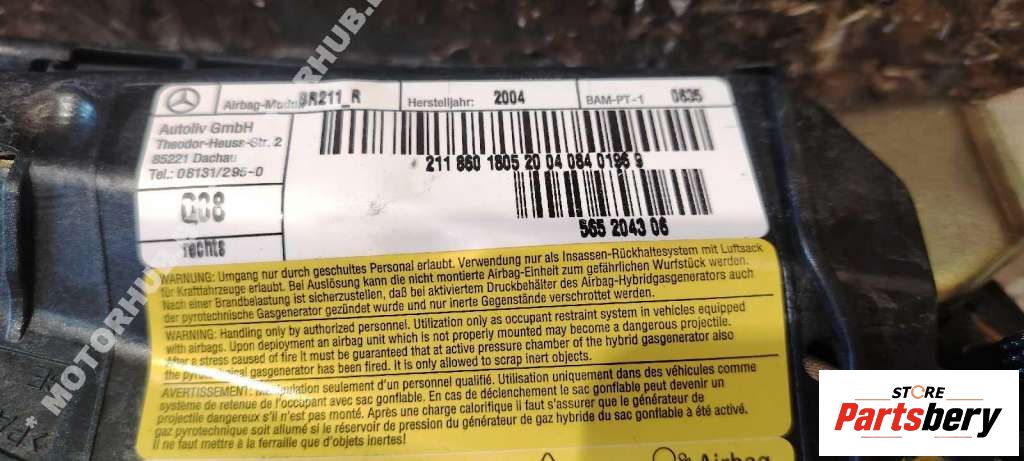 Airbag-Modul
9R211_R
Herstelljahr: 2004
BAM-PT-1 0635
Autoliv GmbH
Theodor-Heuss-Str. 2
85221 Dachau
Tel.: 08131/295-0
Q08
rechts
211 860 1805 20 04 084 0196 9
565 2043 06
WARNUNG: Umgang nur durch geschultes Personal erlaubt. Verwendung nur als Insassen-Rückhaltesystem mit Luftsack
für Kraftfahrzeuge erlaubt. Bei Auslösung kann die nicht montierte Airbag-Einheit zum gefährlichen Wurfstück werden.
Nach einer Brandbelastung ist sicherzustellen, daß bei aktiviertem Druckbehälter des Airbag-Hybridgasgenerators auch
der pyrotechnische Gasgenerator gezündet wurde und nur inerte Gegenstände verschrottet werden.
WARNING: Handling only by authorized personnel. Utilization only as occupant restraint system in vehicles equipped
with airbags. Upon deployment an airbag unit which is not properly mounted may become a dangerous projectile.
After a stress caused of fire it must be guaranteed that at active pressure chamber of the hybrid gasgenerator also
the gasgenerator has been fired. It is only allowed to scrap inert objects.
AVERTISSEMENT: Manipulation seulement d'un personnel qualifié. Utilisation uniquement dans des véhicules comme
système de retenue de l'occupant avec sac gonflable. En cas de déclenchement le sac gonflable peut devenir un
projectile dangereux s'il n'est pas monté. Après une charge calorifique il faut s'assurer que le générateur de
gaz pyrotechnique soit allumé si le réservoir de pression du générateur de gaz hybride du sac gonflable a été activé.
Il ne faut mettre à la ferraille que d'objets inertes!
Airbag
* MOTORHUB.
MOTORHUB.
STORE
Partsbery